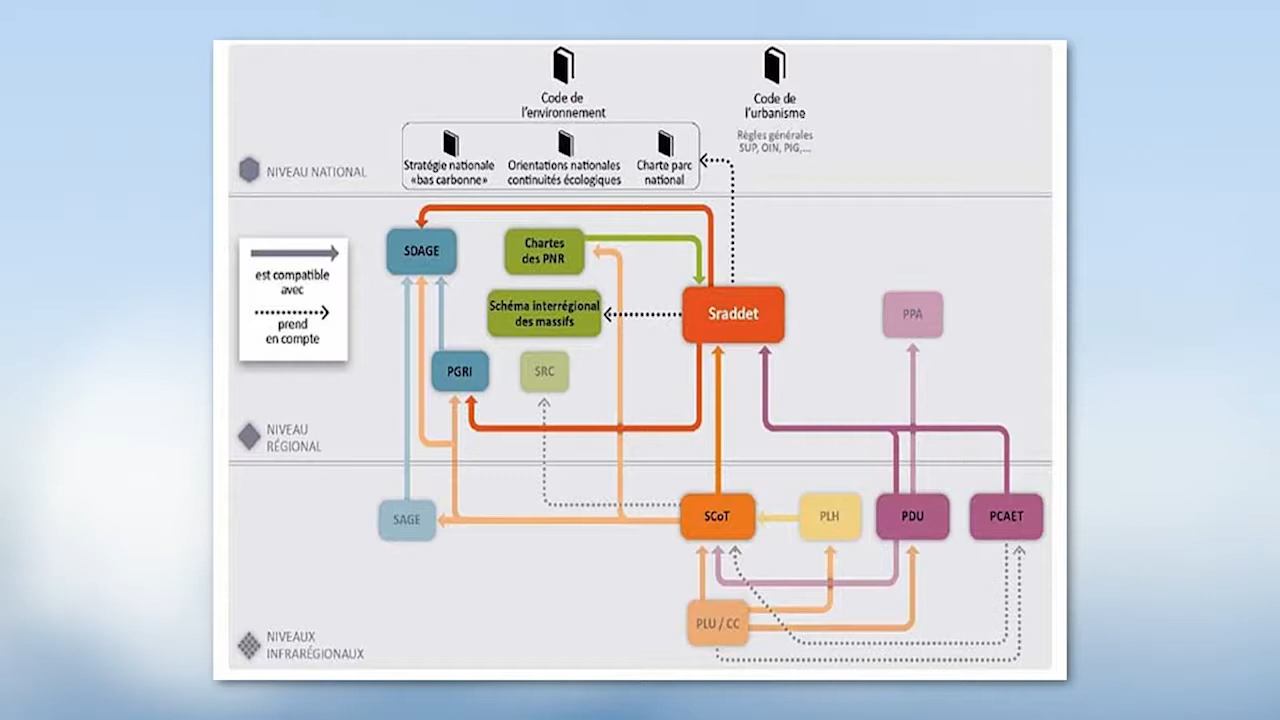 Code de
l'environnement
Code de
l'urbanisme
Règles générales
SUP, OIN, PIG,...
Stratégie nationale
«bas carbonne»
Orientations nationales
continuités écologiques
Charte parc
national
NIVEAU NATIONAL
est compatible
avec
prend
en compte
SDAGE
Chartes
des PNR
Schéma interrégional
des massifs
Sraddet
PPA
PGRI
SRC
NIVEAU
RÉGIONAL
SAGE
SCoT
PLH
PDU
PCAET
PLU / CC
NIVEAUX
INFRARÉGIONAUX